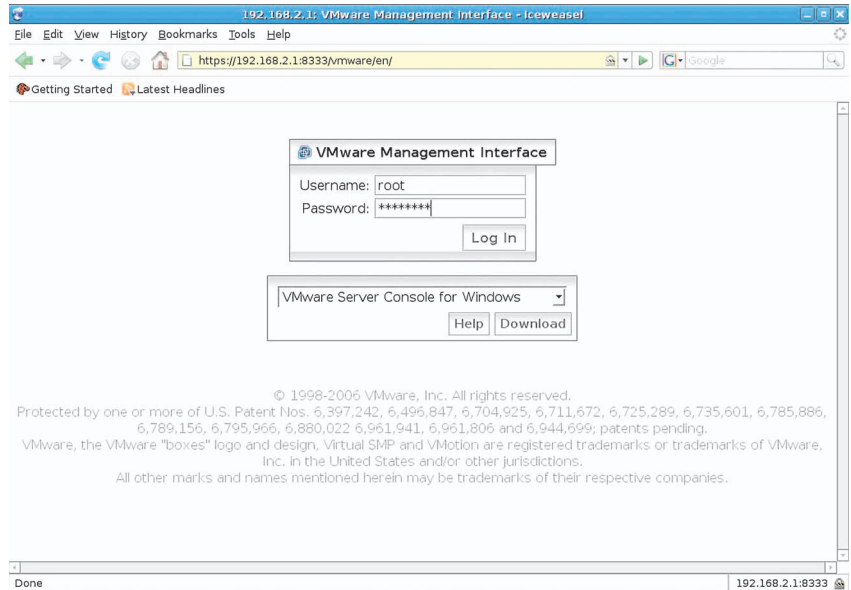 192.168.2.1: VMware Management Interface - Iceweasel
File Edit View History Bookmarks Tools Help
https://192.168.2.1:8333/vmware/en/
G Google
Getting Started Latest Headlines
VMware Management Interface
Username: root
Password: ********
Log In
VMware Server Console for Windows
Help Download
© 1998-2006 VMware, Inc. All rights reserved.
Protected by one or more of U.S. Patent Nos. 6,397,242, 6,496,847, 6,704,925, 6,711,672, 6,725,289, 6,735,601, 6,785,886,
6,789,156, 6,795,966, 6,880,022 6,961,941, 6,961,806 and 6,944,699; patents pending.
VMware, the VMware "boxes" logo and design, Virtual SMP and VMotion are registered trademarks or trademarks of VMware,
Inc. in the United States and/or other jurisdictions.
All other marks and names mentioned herein may be trademarks of their respective companies.
Done 192.168.2.1:8333